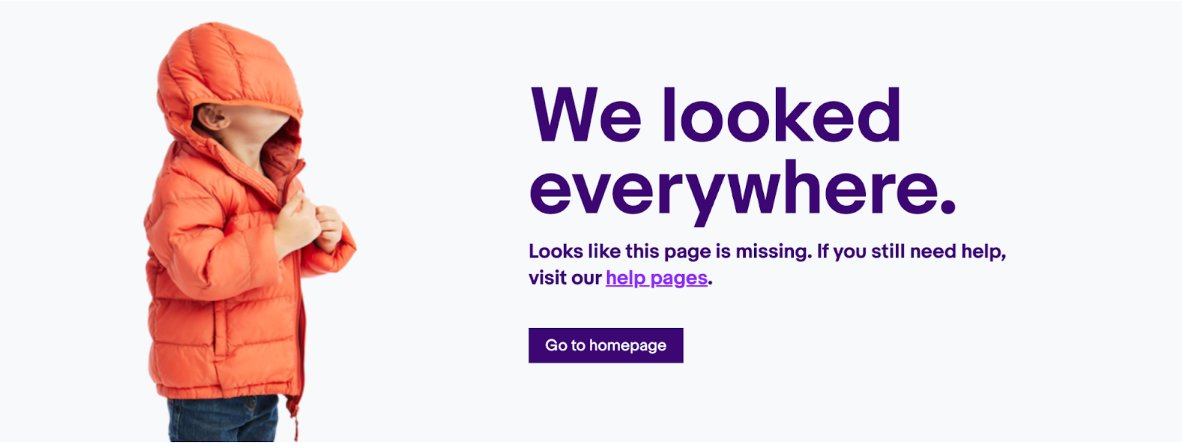 We looked
everywhere.
Looks like this page is missing. If you still need help,
visit our help pages.
Go to homepage